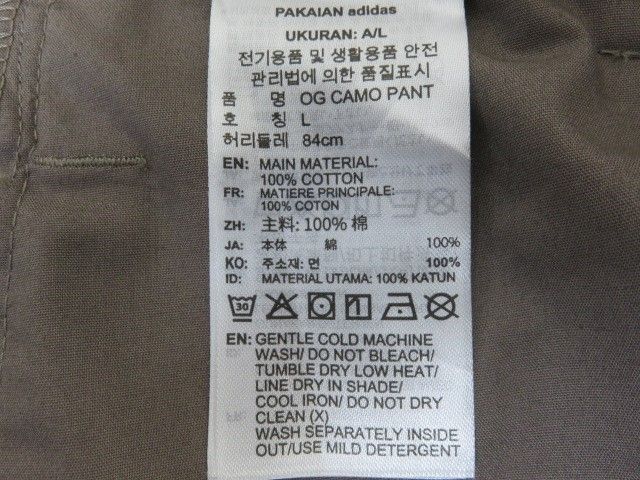 PAKAIAN adidas
UKURAN: A/L
전기용품 및 생활용품 안전
관리법에 의한 품질표시
품 명 OG CAMO PANT
호 칭 L
허리둘레 84cm
EN: MAIN MATERIAL:
100% COTTON
FR: MATIERE PRINCIPALE:
100% COTON
ZH: 主料: 100% 棉
JA: 本体 綿 100%
KO: 주소재: 면 100%
ID: MATERIAL UTAMA: 100% KATUN
30
EN: GENTLE COLD MACHINE
WASH/ DO NOT BLEACH/
TUMBLE DRY LOW HEAT/
LINE DRY IN SHADE/
COOL IRON/ DO NOT DRY
CLEAN (X)
WASH SEPARATELY INSIDE
OUT/USE MILD DETERGENT